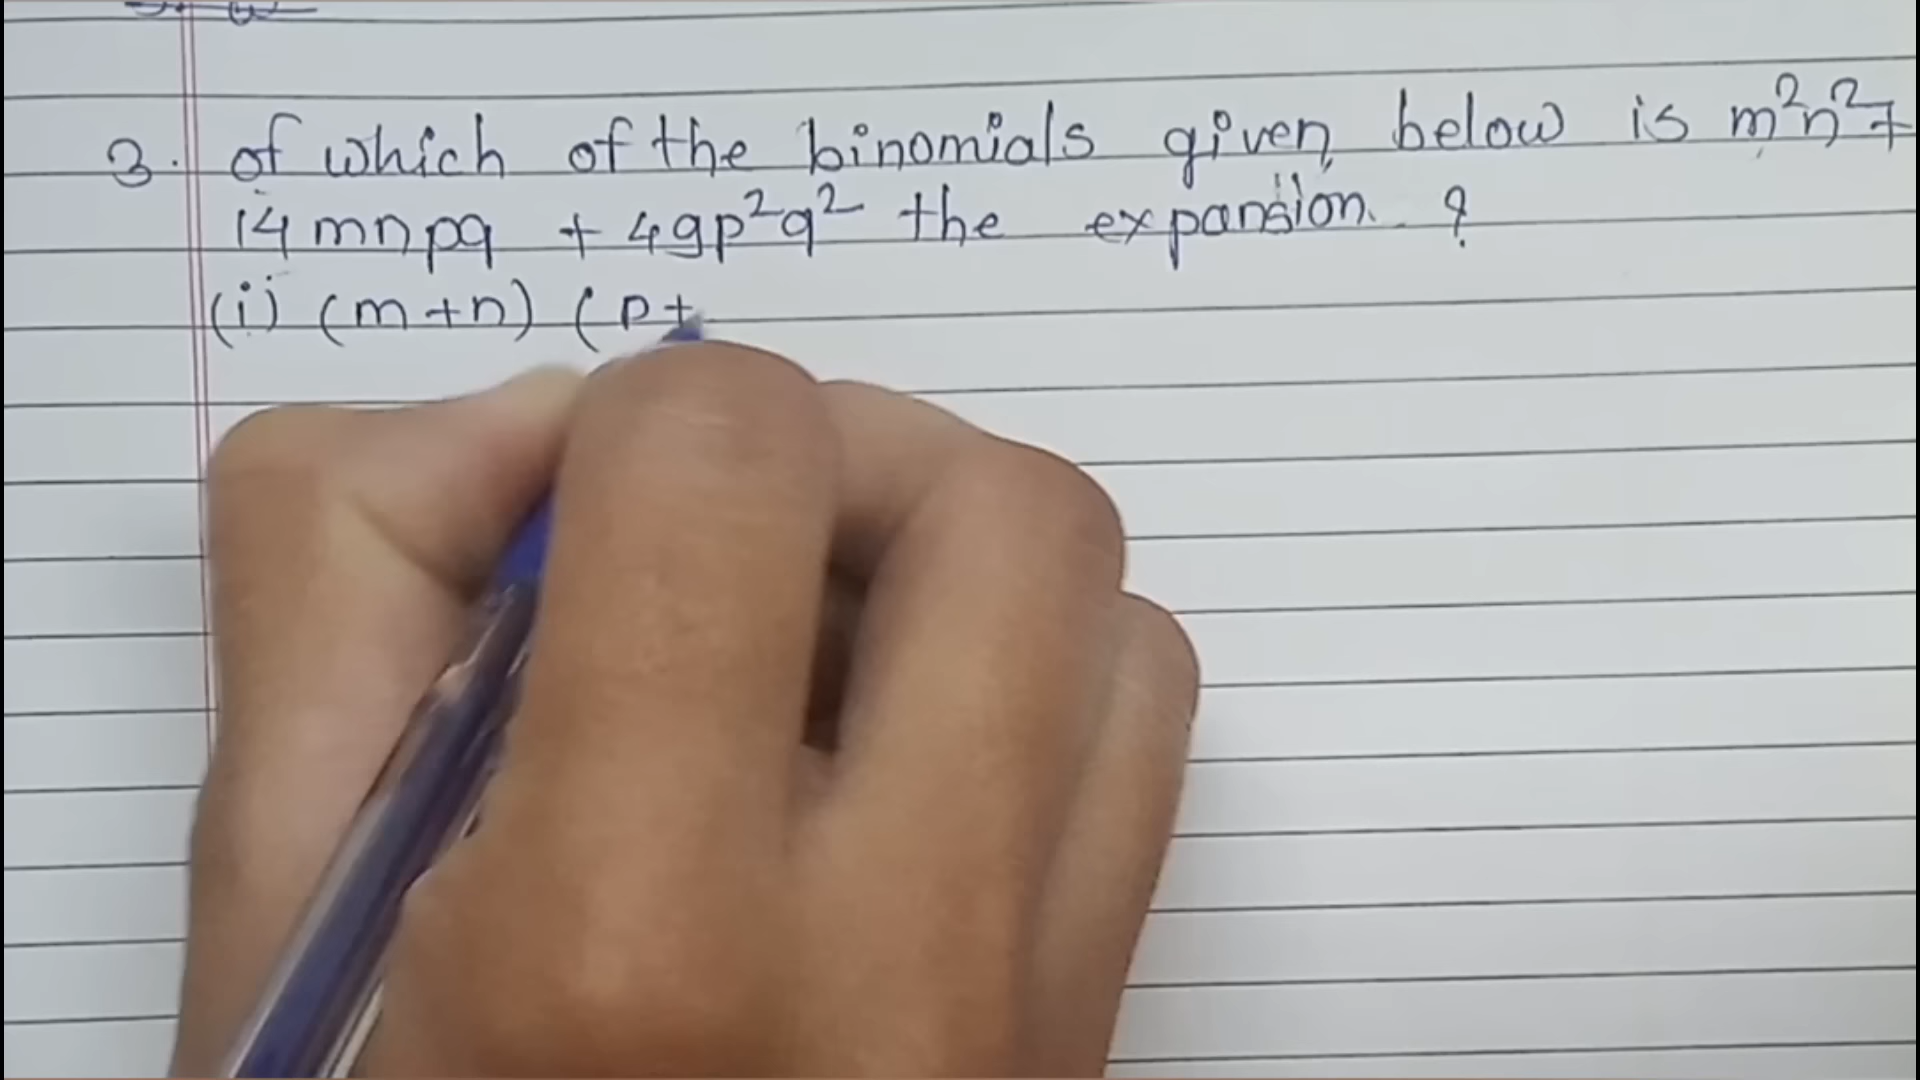 3. of which of the binomials given below is m²n²+
14mnpq + 49p²q² the expansion. ?
(i) (m+n) (p+